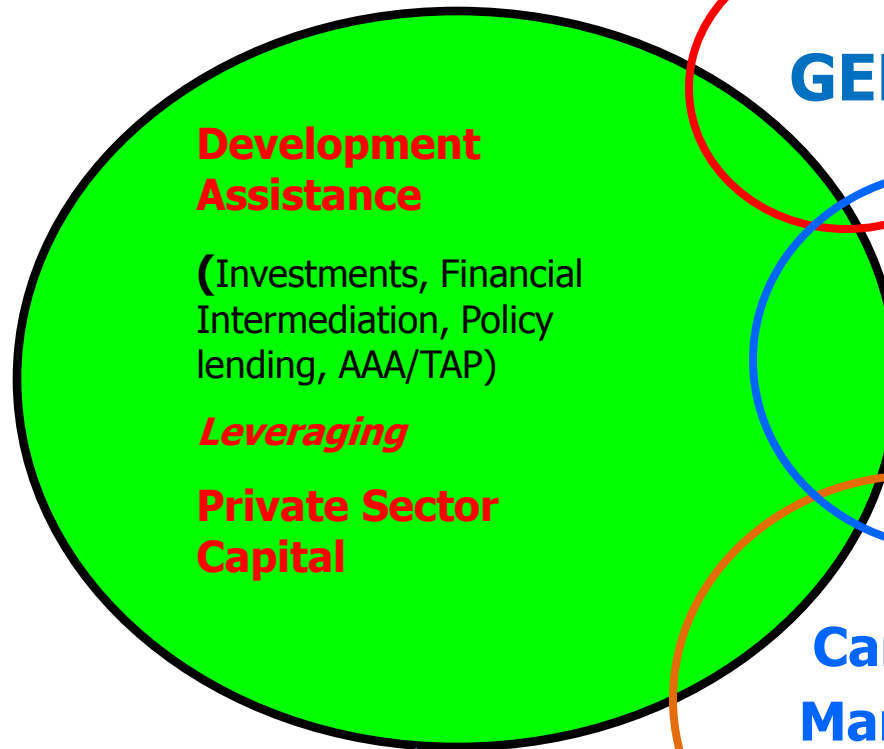 Development
Assistance
(Investments, Financial
Intermediation, Policy
lending, AAA/TAP)
Leveraging
Private Sector
Capital